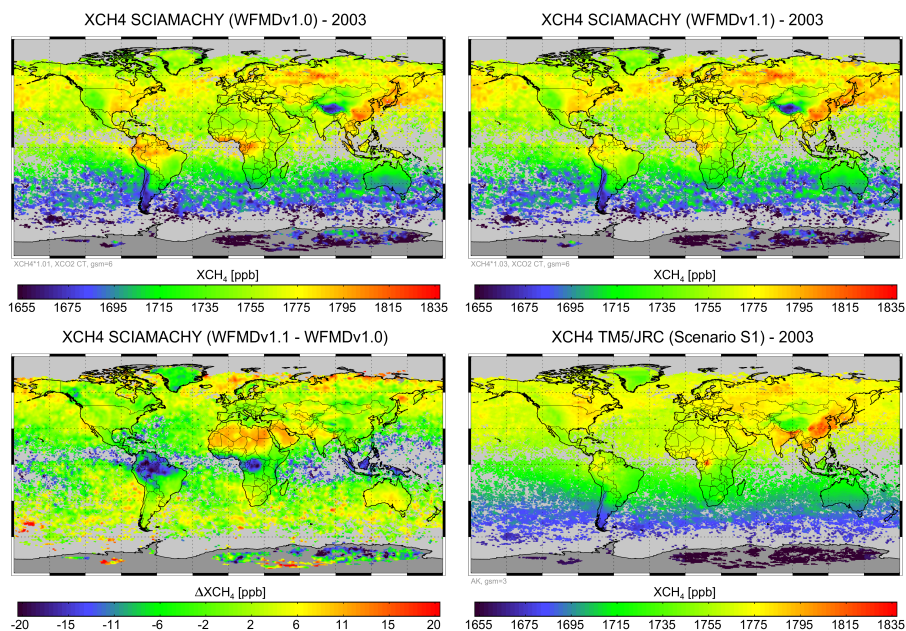 XCH4 SCIAMACHY (WFMDv1.0) - 2003
XCH4 SCIAMACHY (WFMDv1.1) - 2003
XCH4*1.01, XCO2 CT, gsm=6
XCH4*1.03, XCO2 CT, gsm=6
XCH₄ [ppb]
XCH₄ [ppb]
1655 1675 1695 1715 1735 1755 1775 1795 1815 1835
1655 1675 1695 1715 1735 1755 1775 1795 1815 1835
XCH4 SCIAMACHY (WFMDv1.1 - WFMDv1.0)
XCH4 TM5/JRC (Scenario S1) - 2003
AK, gsm=3
ΔXCH₄ [ppb]
XCH₄ [ppb]
-20 -15 -11 -6 -2 2 6 11 15 20
1655 1675 1695 1715 1735 1755 1775 1795 1815 1835